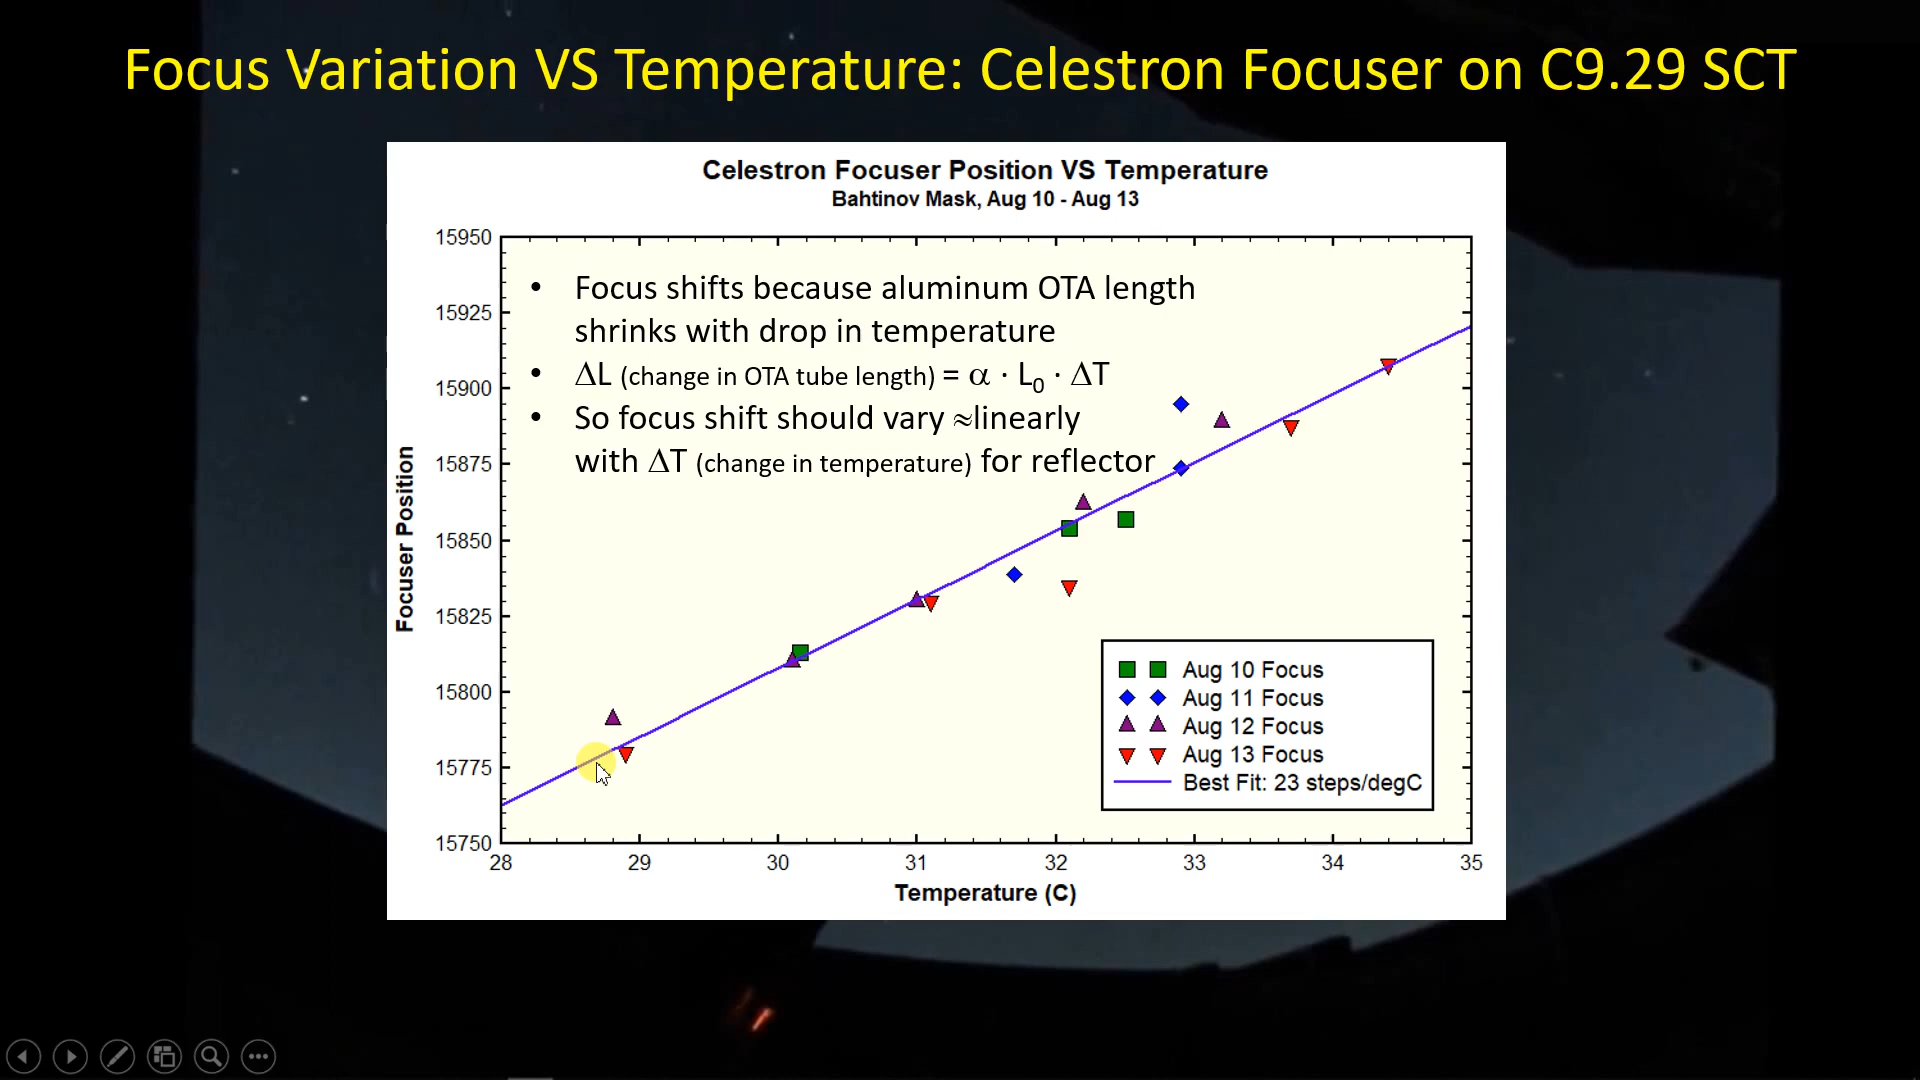 Focus Variation VS Temperature: Celestron Focuser on C9.29 SCT
Celestron Focuser Position VS Temperature
Bahtinov Mask, Aug 10 - Aug 13
15950
15925
15900
15875
15850
15825
15800
15775
15750
Focuser Position
• Focus shifts because aluminum OTA length
shrinks with drop in temperature
• ΔL (change in OTA tube length) = α · L₀ · ΔT
• So focus shift should vary ≈linearly
with ΔT (change in temperature) for reflector
Aug 10 Focus
Aug 11 Focus
Aug 12 Focus
Aug 13 Focus
Best Fit: 23 steps/degC
28 29 30 31 32 33 34 35
Temperature (C)